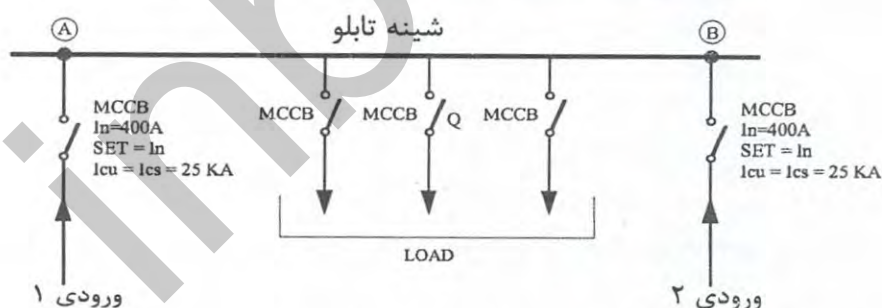 شینه تابلو
A
B
MCCB
In=400A
SET = In
Icu = Ics = 25 KA
MCCB
MCCB
Q
MCCB
MCCB
In=400A
SET = In
Icu = Ics = 25 KA
LOAD
ورودی ۱
ورودی ۲